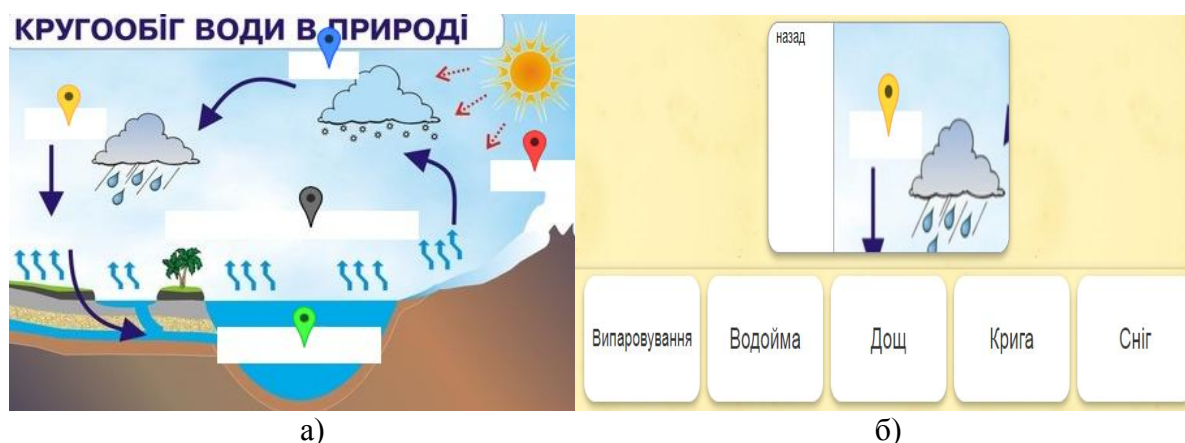 КРУГООБІГ ВОДИ В ПРИРОДІ
назад
Випаровування
Водойма
Дощ
Крига
Сніг
а)
б)